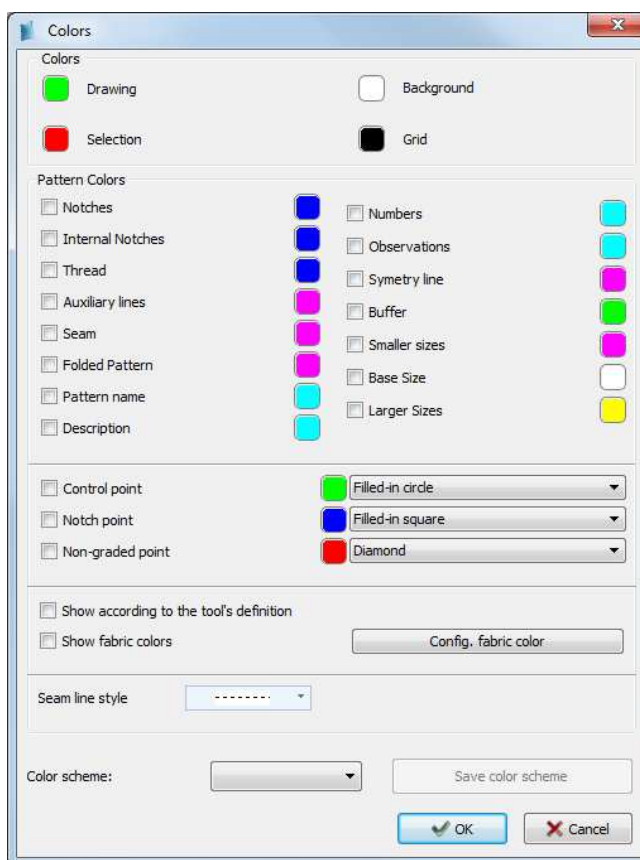 Colors
Colors
Drawing
Background
Selection
Grid
Pattern Colors
Notches
Internal Notches
Thread
Auxiliary lines
Seam
Folded Pattern
Pattern name
Description
Numbers
Observations
Symetry line
Buffer
Smaller sizes
Base Size
Larger Sizes
Control point
Filled-in circle
Notch point
Filled-in square
Non-graded point
Diamond
Show according to the tool's definition
Show fabric colors
Config. fabric color
Seam line style
Color scheme:
Save color scheme
OK
Cancel